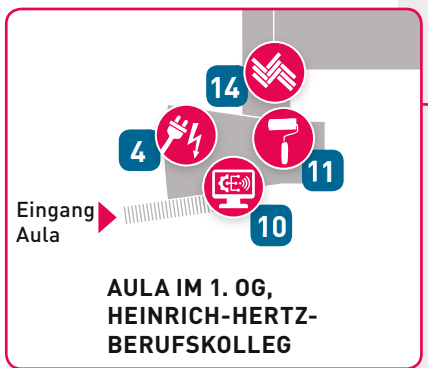 14
4
11
10
Eingang
Aula
AULA IM 1. OG,
HEINRICH-HERTZ-
BERUFSKOLLEG